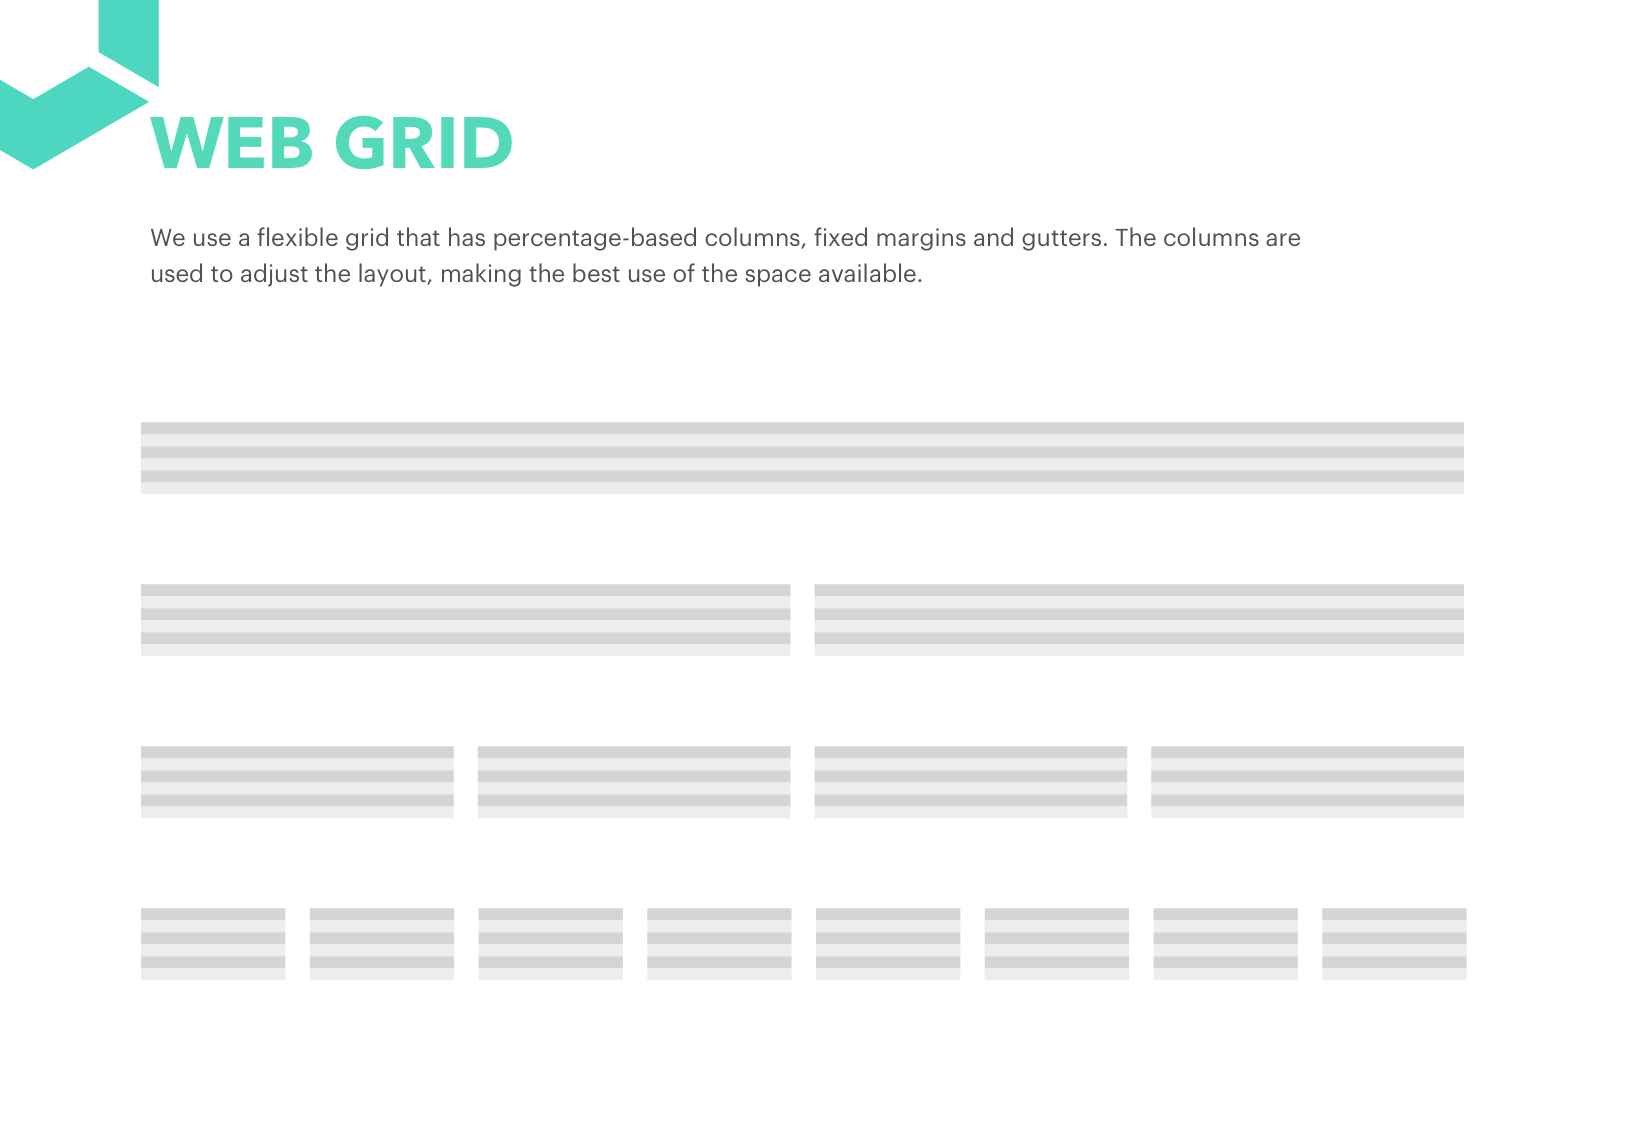 WEB GRID
We use a flexible grid that has percentage-based columns, fixed margins and gutters. The columns are
used to adjust the layout, making the best use of the space available.